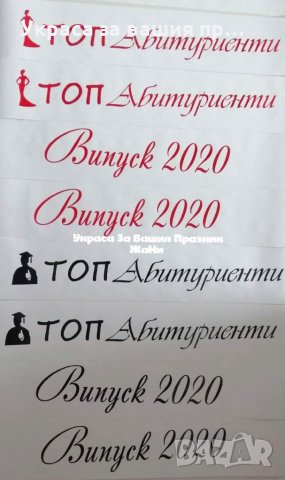 Украса за вашия пр...
ТОП Абитуриенти
ТОП Абитуриенти
Випуск 2020
Випуск 2020
Украса За Вашия Празник
ЖаНи
ТОП Абитуриенти
ТОП Абитуриенти
Випуск 2020
Випуск 2020
BAZAR